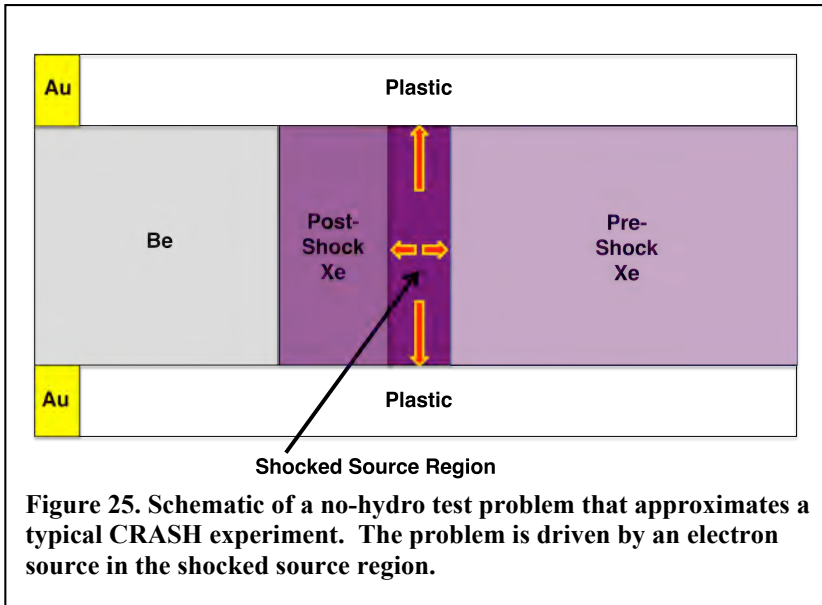 Au
Plastic
Be
Post-
Shock
Xe
Pre-
Shock
Xe
Au
Plastic
Shocked Source Region
Figure 25. Schematic of a no-hydro test problem that approximates a
typical CRASH experiment. The problem is driven by an electron
source in the shocked source region.